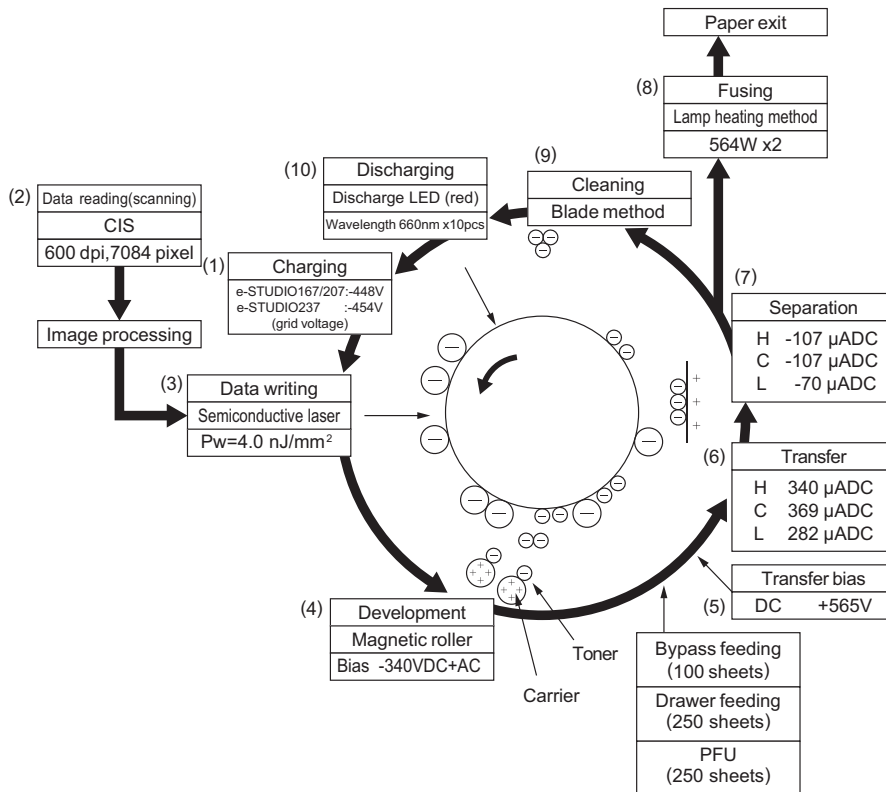 Paper exit
(8)
Fusing
Lamp heating method
564W x2
(9)
Cleaning
Blade method
(10)
Discharging
Discharge LED (red)
Wavelength 660nm x10pcs
(2)
Data reading(scanning)
CIS
600 dpi,7084 pixel
(1)
Charging
e-STUDIO167/207:-448V
e-STUDIO237 :-454V
(grid voltage)
Image processing
(3)
Data writing
Semiconductive laser
Pw=4.0 nJ/mm²
(7)
Separation
H -107 µADC
C -107 µADC
L -70 µADC
(6)
Transfer
H 340 µADC
C 369 µADC
L 282 µADC
Transfer bias
(5)
DC +565V
(4)
Development
Magnetic roller
Bias -340VDC+AC
Toner
Carrier
Bypass feeding
(100 sheets)
Drawer feeding
(250 sheets)
PFU
(250 sheets)